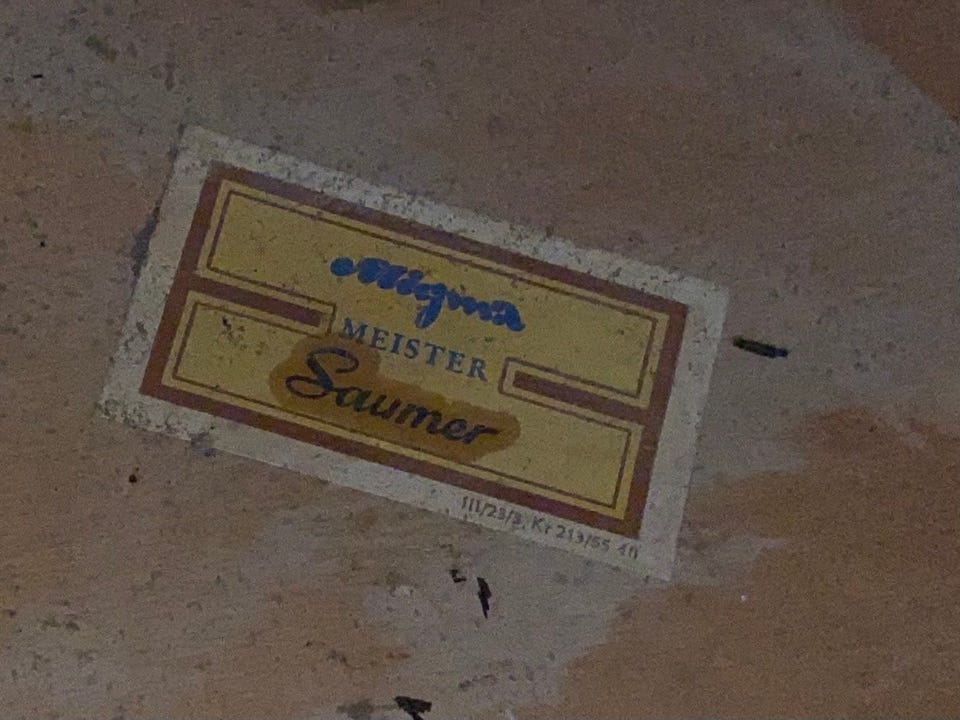 Migma
MEISTER
Saumer
III/23/3, Kr 213/55 40